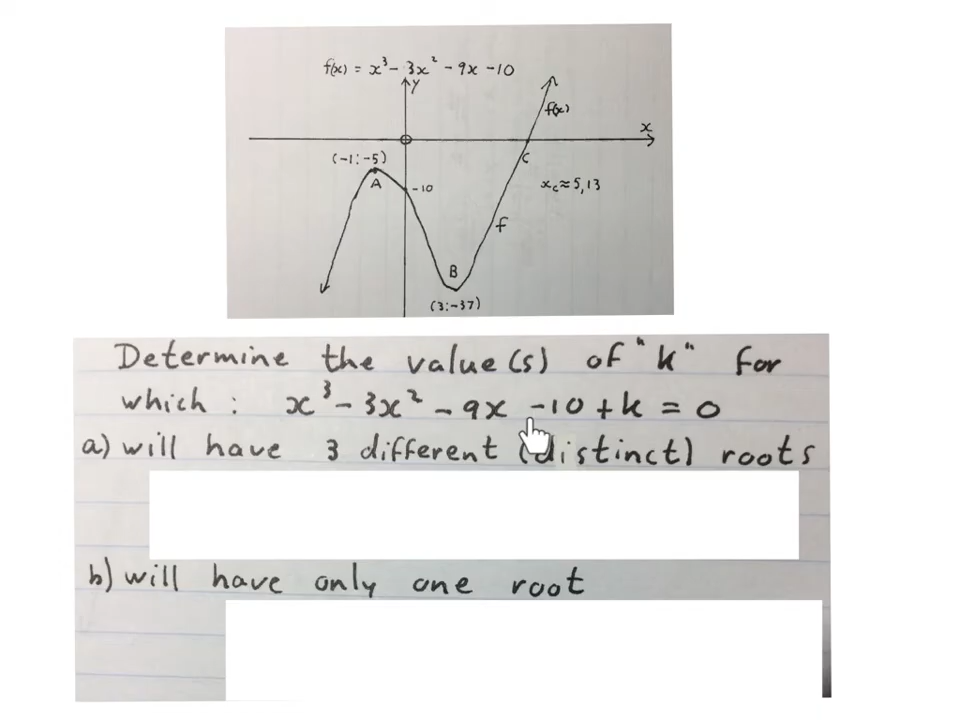 f(x) = x³ - 3x² - 9x - 10
y
f(x)
x
(-1;-5)
C
A
-10
x_c ≈ 5,13
f
B
(3;-37)
Determine the value(s) of "k" for
which : x³ - 3x² - 9x - 10 + k = 0
a) will have 3 different (distinct) roots
b) will have only one root